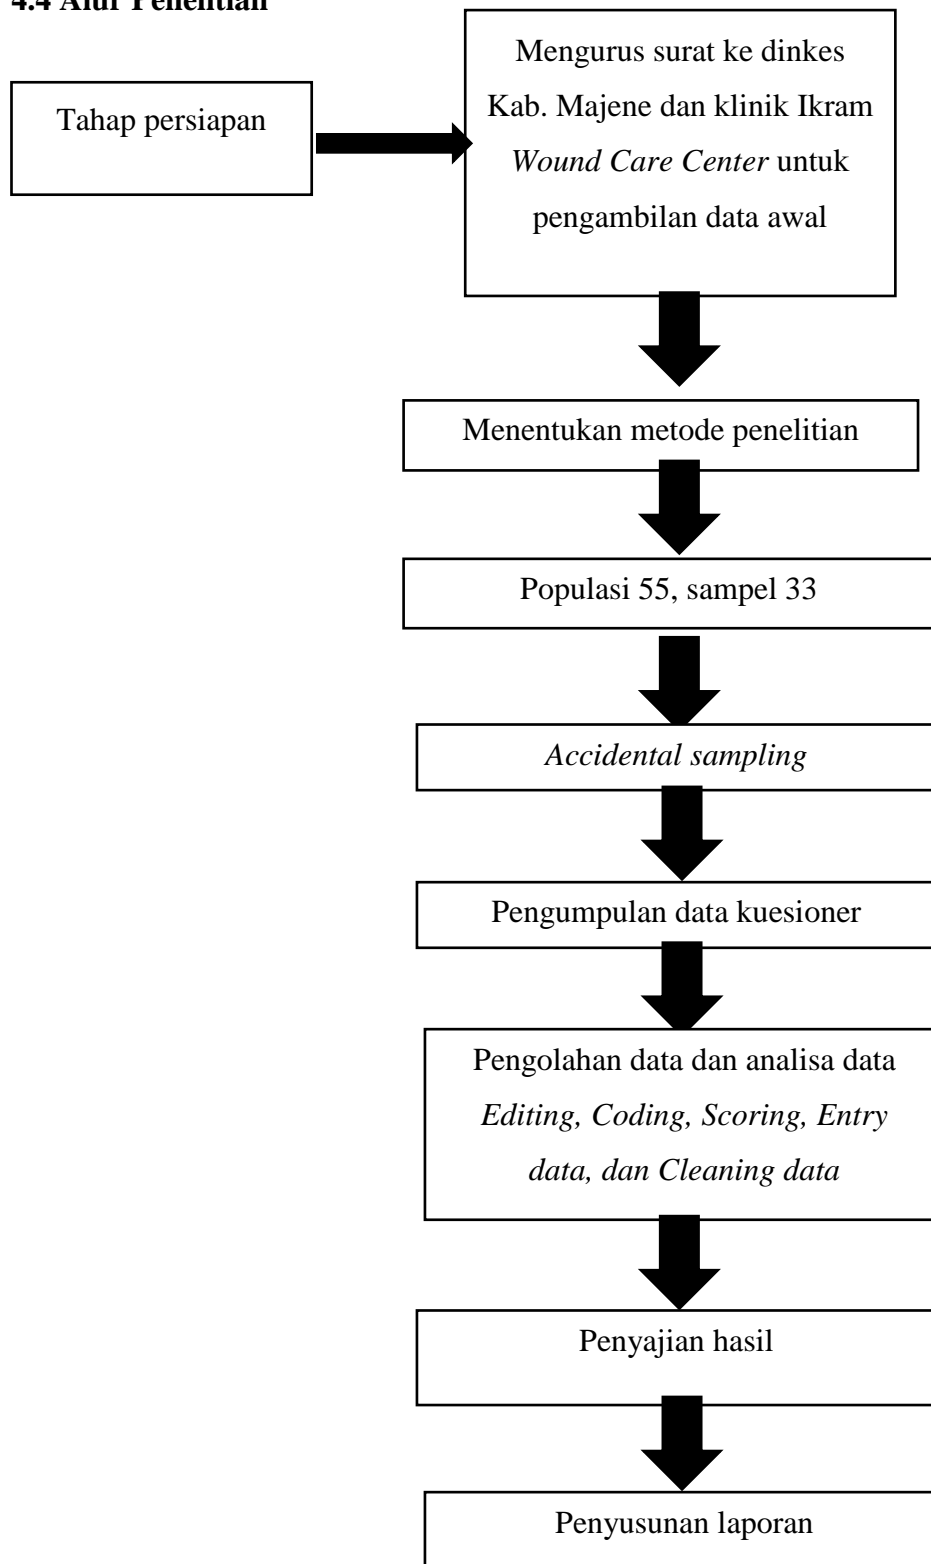 4.4 Alur Penelitian
Tahap persiapan
Mengurus surat ke dinkes
Kab. Majene dan klinik Ikram
Wound Care Center untuk
pengambilan data awal
Menentukan metode penelitian
Populasi 55, sampel 33
Accidental sampling
Pengumpulan data kuesioner
Pengolahan data dan analisa data
Editing, Coding, Scoring, Entry
data, dan Cleaning data
Penyajian hasil
Penyusunan laporan